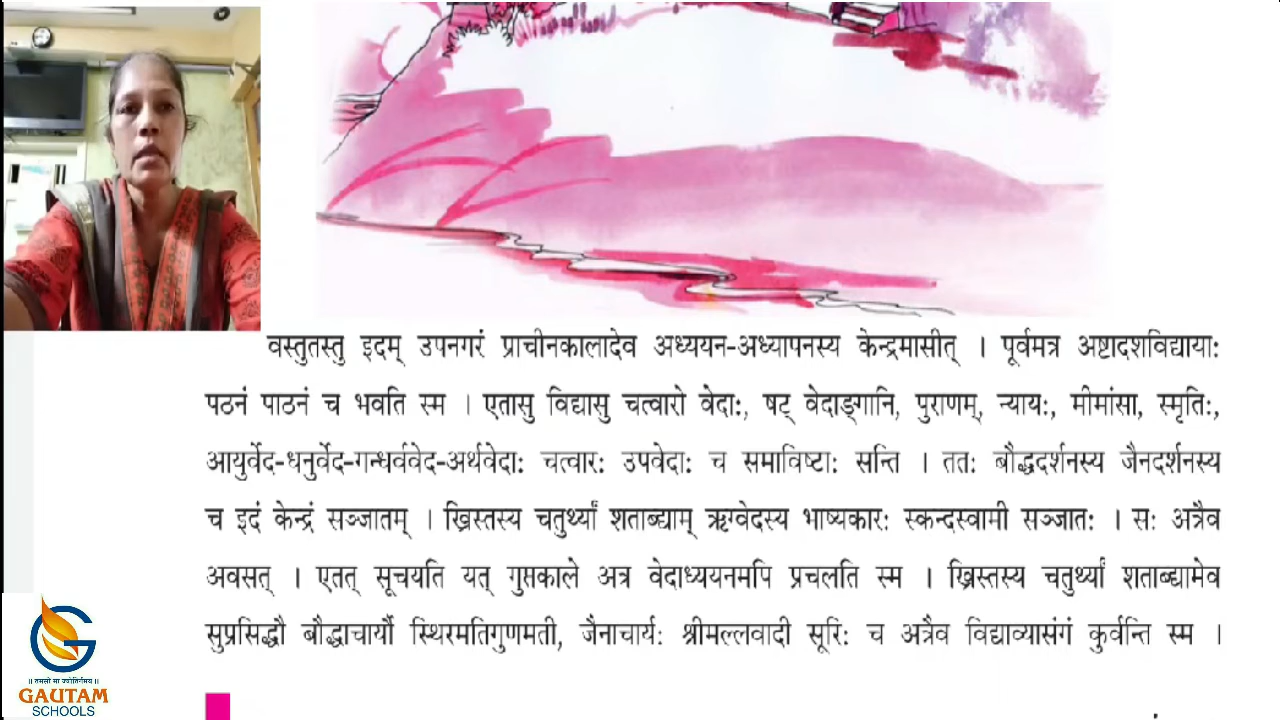 वस्तुतस्तु इदम् उपनगरं प्राचीनकालादेव अध्ययन-अध्यापनस्य केन्द्रमासीत् । पूर्वमत्र अष्टादशविद्यायाः
पठनं पाठनं च भवति स्म । एतासु विद्यासु चत्वारो वेदाः, षट् वेदाङ्गानि, पुराणम्, न्यायः, मीमांसा, स्मृतिः,
आयुर्वेद-धनुर्वेद-गन्धर्ववेद-अर्थवेदाः चत्वारः उपवेदाः च समाविष्टाः सन्ति । ततः बौद्धदर्शनस्य जैनदर्शनस्य
च इदं केन्द्रं सञ्जातम् । ख्रिस्तस्य चतुर्थ्यां शताब्द्याम् ऋग्वेदस्य भाष्यकारः स्कन्दस्वामी सञ्जातः । सः अत्रैव
अवसत् । एतत् सूचयति यत् गुप्तकाले अत्र वेदाध्ययनमपि प्रचलति स्म । ख्रिस्तस्य चतुर्थ्यां शताब्द्यामेव
सुप्रसिद्धौ बौद्धाचार्यौ स्थिरमतिगुणमती, जैनाचार्यः श्रीमल्लवादी सूरिः च अत्रैव विद्याव्यासंगं कुर्वन्ति स्म ।
॥ तमसो मा ज्योतिर्गमय ॥
GAUTAM
SCHOOLS